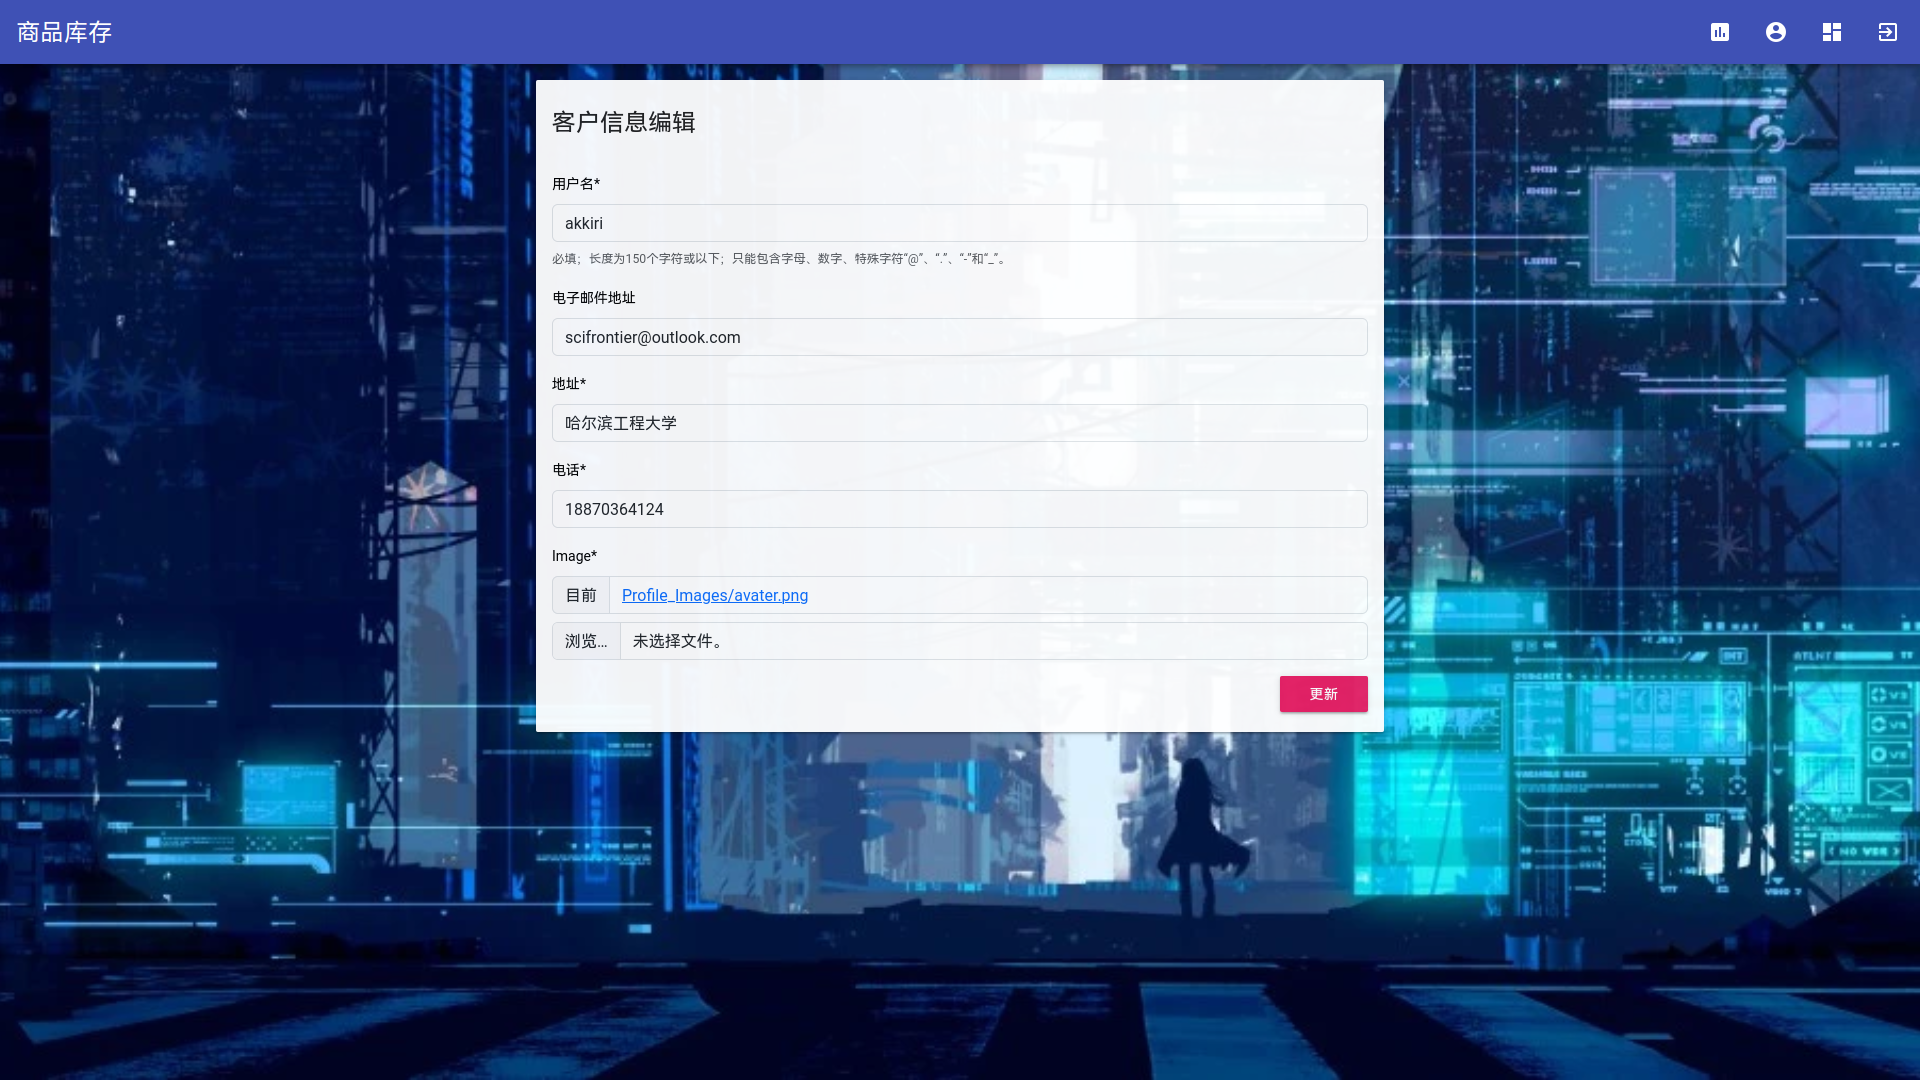 商品库存
客户信息编辑
用户名*
akkiri
必填；长度为150个字符或以下；只能包含字母、数字、特殊字符“@”、“.”、“-”和“_”。
电子邮件地址
scifrontier@outlook.com
地址*
哈尔滨工程大学
电话*
18870364124
Image*
目前 Profile_Images/avater.png
浏览... 未选择文件。
更新